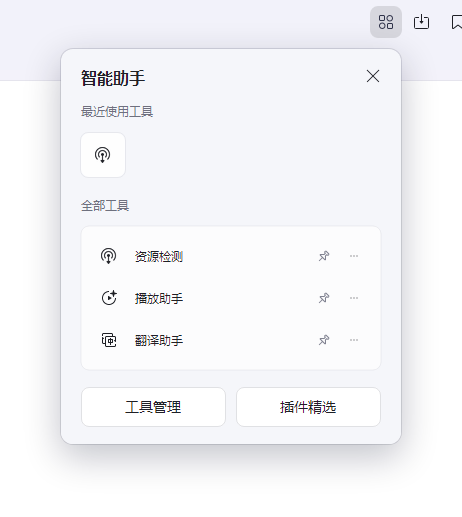 智能助手
最近使用工具
全部工具
资源检测
播放助手
翻译助手
工具管理
插件精选